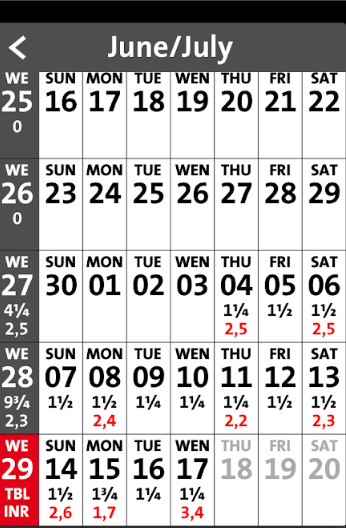 June/July
WE SUN MON TUE WEN THU FRI SAT
25 16 17 18 19 20 21 22
0
WE SUN MON TUE WEN THU FRI SAT
26 23 24 25 26 27 28 29
0
WE SUN MON TUE WEN THU FRI SAT
27 30 01 02 03 04 05 06
4¼ 1¼ 1½ 1½
2,5 2,5 2,5
WE SUN MON TUE WEN THU FRI SAT
28 07 08 09 10 11 12 13
9¾ 1½ 1½ 1¼ 1¼ 1¼ 1½ 1½
2,3 2,4 2,2 2,3
WE SUN MON TUE WEN THU FRI SAT
29 14 15 16 17 18 19 20
TBL 1½ 1¾ 1¼ 1¼
INR 2,6 1,7 3,4